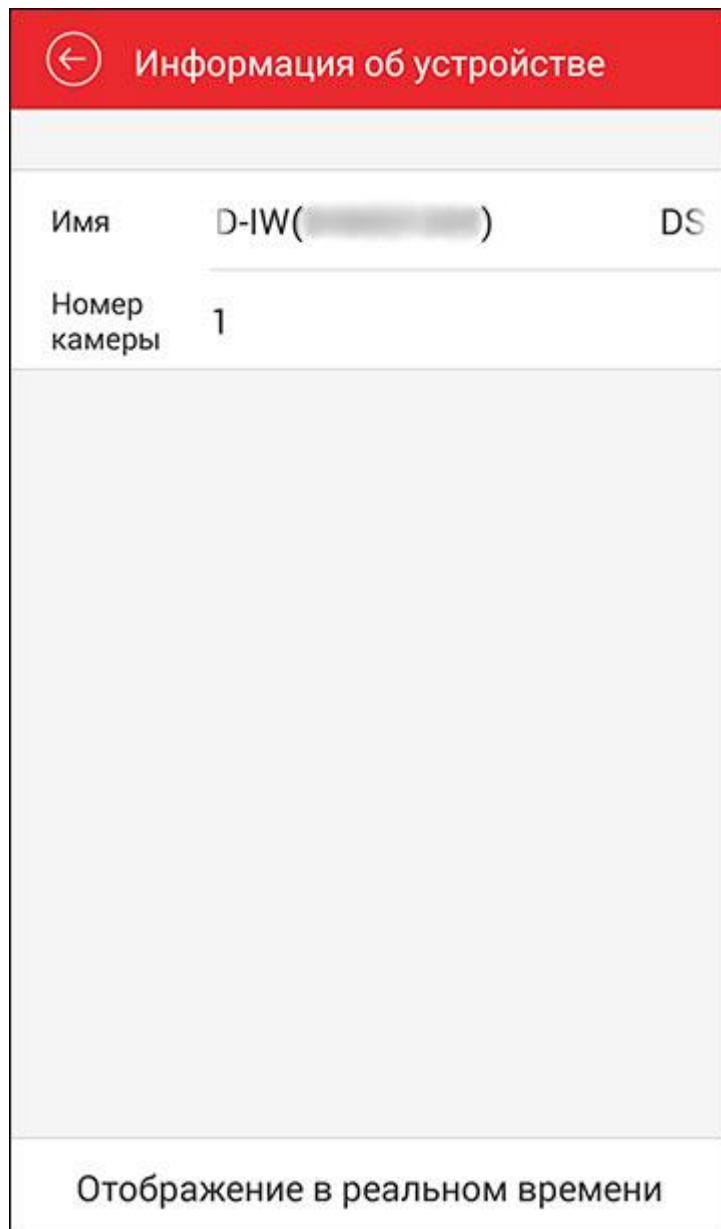 Информация об устройстве
Имя D-IW( ) DS
Номер
камеры
1
Отображение в реальном времени